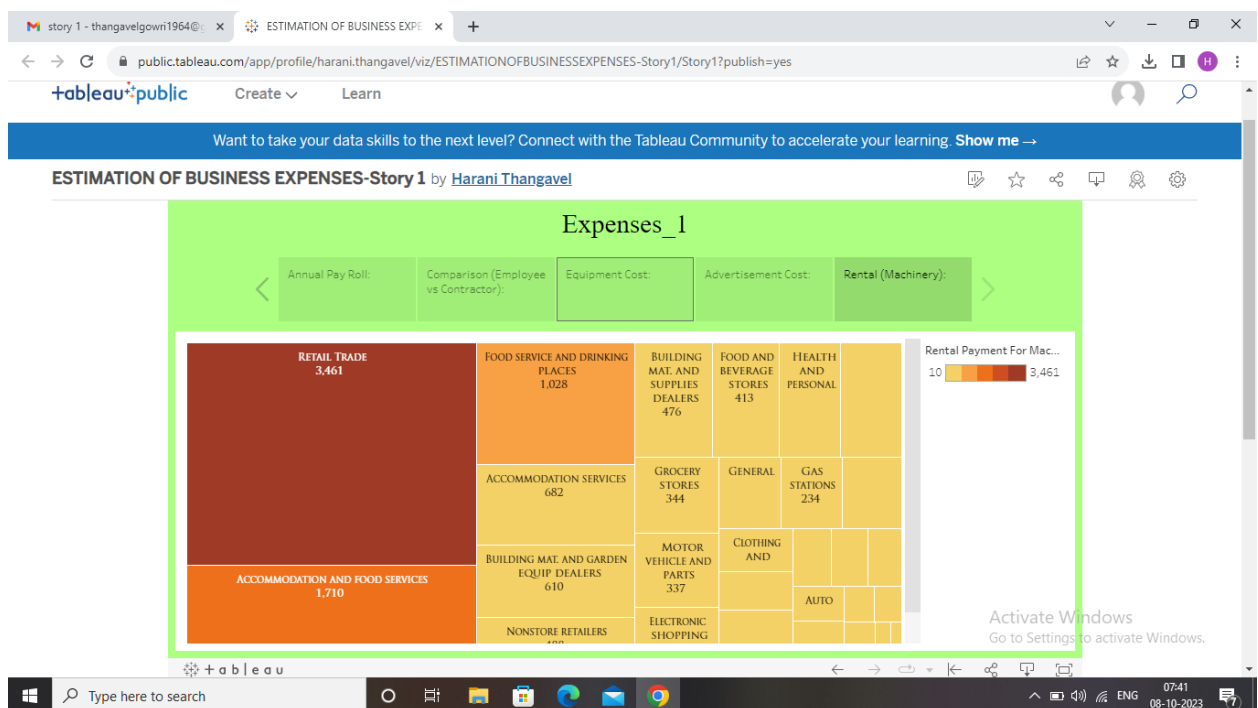 story 1 - thangavelgowri1964@g
ESTIMATION OF BUSINESS EXPE
public.tableau.com/app/profile/harani.thangavel/viz/ESTIMATIONOFBUSINESSEXPENSES-Story1/Story1?publish=yes
H
+ableau public
Create
Learn
Want to take your data skills to the next level? Connect with the Tableau Community to accelerate your learning. Show me →
ESTIMATION OF BUSINESS EXPENSES-Story 1 by Harani Thangavel
Expenses_1
Annual Pay Roll:
Comparison (Employee
vs Contractor):
Equipment Cost:
Advertisement Cost:
Rental (Machinery):
RETAIL TRADE
3,461
ACCOMMODATION AND FOOD SERVICES
1,710
FOOD SERVICE AND DRINKING
PLACES
1,028
ACCOMMODATION SERVICES
682
BUILDING MAT. AND GARDEN
EQUIP DEALERS
610
NONSTORE RETAILERS
BUILDING
MAT. AND
SUPPLIES
DEALERS
476
GROCERY
STORES
344
MOTOR
VEHICLE AND
PARTS
337
ELECTRONIC
SHOPPING
FOOD AND
BEVERAGE
STORES
413
HEALTH
AND
PERSONAL
GENERAL
GAS
STATIONS
234
CLOTHING
AND
AUTO
Rental Payment For Mac...
10 3,461
Activate Windows
Go to Settings to activate Windows.
+ableau
Type here to search
ENG
07:41
08-10-2023
7